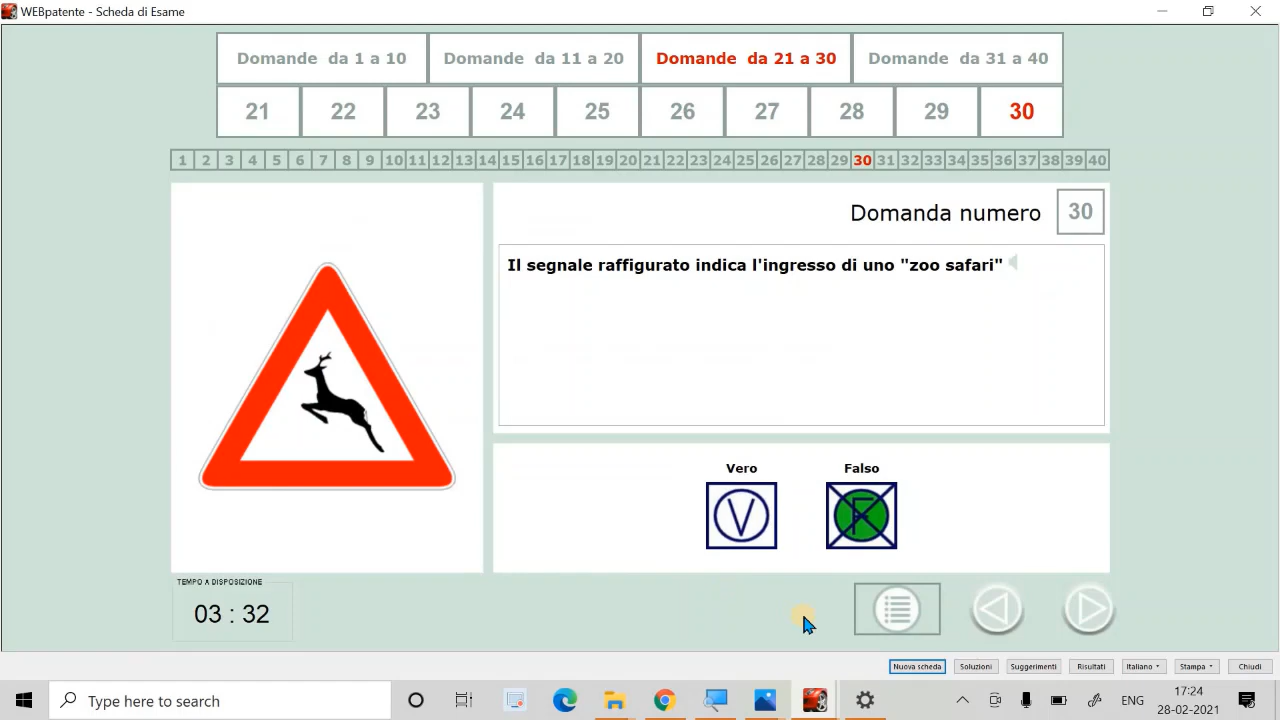 WEBpatente - Scheda di Esame
Domande da 1 a 10
Domande da 11 a 20
Domande da 21 a 30
Domande da 31 a 40
21 22 23 24 25 26 27 28 29 30
1 2 3 4 5 6 7 8 9 10 11 12 13 14 15 16 17 18 19 20 21 22 23 24 25 26 27 28 29 30 31 32 33 34 35 36 37 38 39 40
Domanda numero 30
Il segnale raffigurato indica l'ingresso di uno "zoo safari"
Vero Falso
V F
TEMPO A DISPOSIZIONE
03 : 32
Nuova scheda Soluzioni Suggerimenti Risultati Italiano Stampa Chiudi
Type here to search
ENG
17:24
28-02-2021